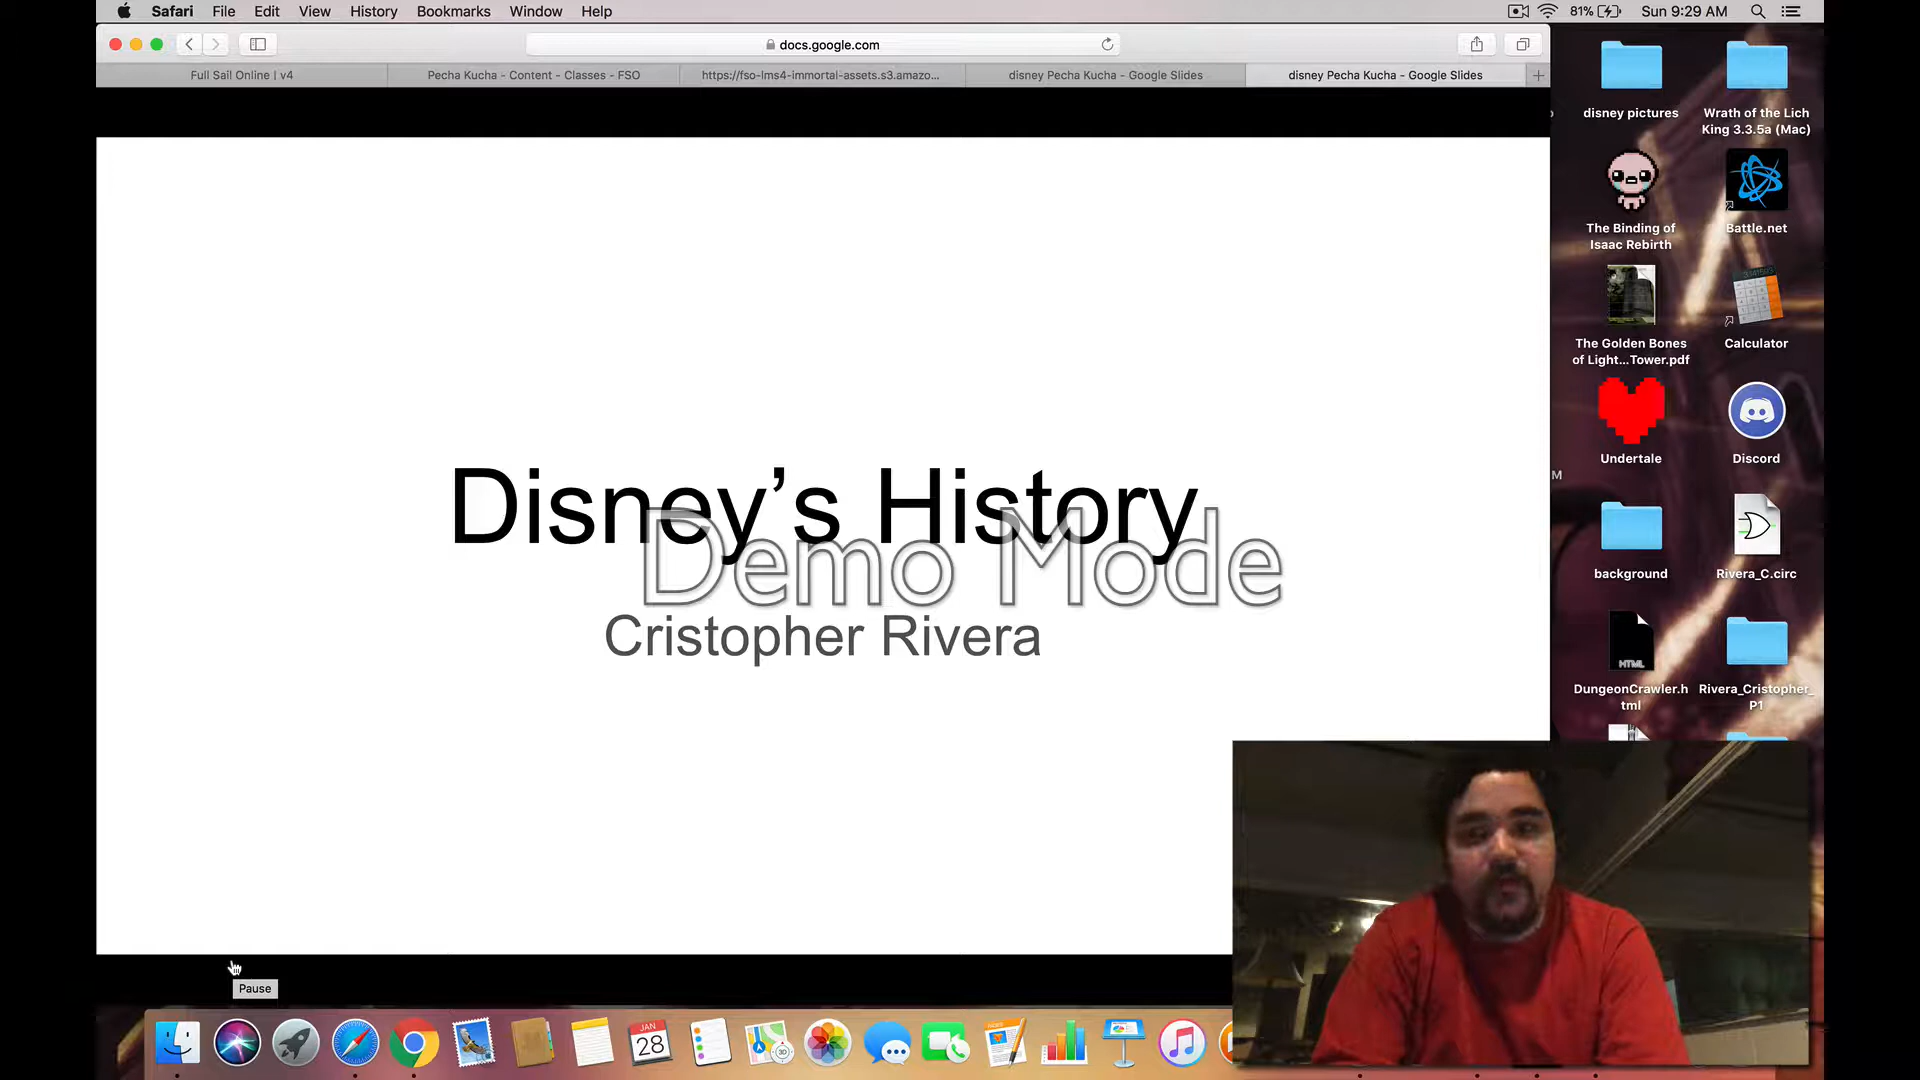 Safari File Edit View History Bookmarks Window Help 81% Sun 9:29 AM
docs.google.com
Full Sail Online | v4 Pecha Kucha - Content - Classes - FSO https://fso-lms4-immortal-assets.s3.amazo... disney Pecha Kucha - Google Slides disney Pecha Kucha - Google Slides
disney pictures
Wrath of the Lich
King 3.3.5a (Mac)
The Binding of
Isaac Rebirth
Battle.net
The Golden Bones
of Light...Tower.pdf
Calculator
Undertale
Discord
background
Rivera_C.circ
HTML
DungeonCrawler.h
tml
Rivera_Cristopher_
P1
Disney’s History
Demo Mode
Cristopher Rivera
Pause
JAN
28